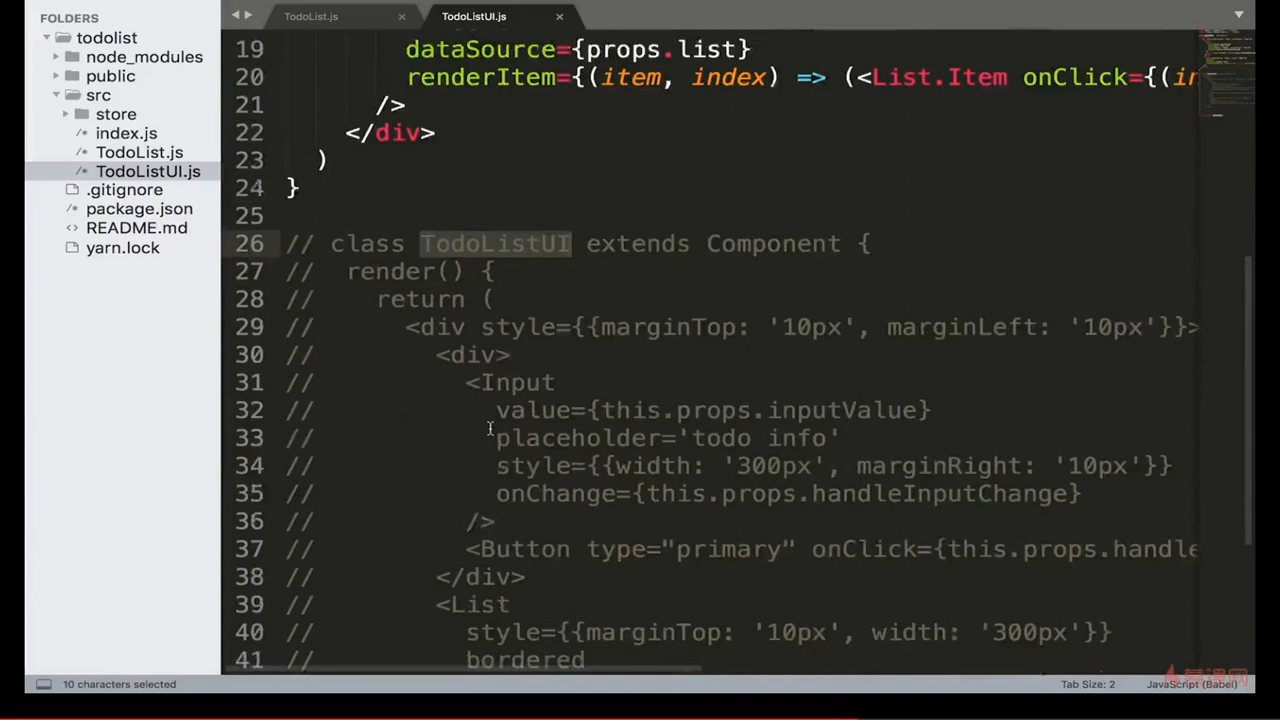 FOLDERS
todolist
node_modules
public
src
store
index.js
TodoList.js
TodoListUI.js
.gitignore
package.json
README.md
yarn.lock
TodoList.js
TodoListUI.js
19 dataSource={props.list}
20 renderItem={(item, index) => (<List.Item onClick={(in
21 />
22 </div>
23 )
24 }
25
26 // class TodoListUI extends Component {
27 // render() {
28 // return (
29 // <div style={{marginTop: '10px', marginLeft: '10px'}}>
30 // <div>
31 // <Input
32 // value={this.props.inputValue}
33 // placeholder='todo info'
34 // style={{width: '300px', marginRight: '10px'}}
35 // onChange={this.props.handleInputChange}
36 // />
37 // <Button type="primary" onClick={this.props.handle
38 // </div>
39 // <List
40 // style={{marginTop: '10px', width: '300px'}}
41 // bordered
10 characters selected
Tab Size: 2
JavaScript (Babel)
慕课网